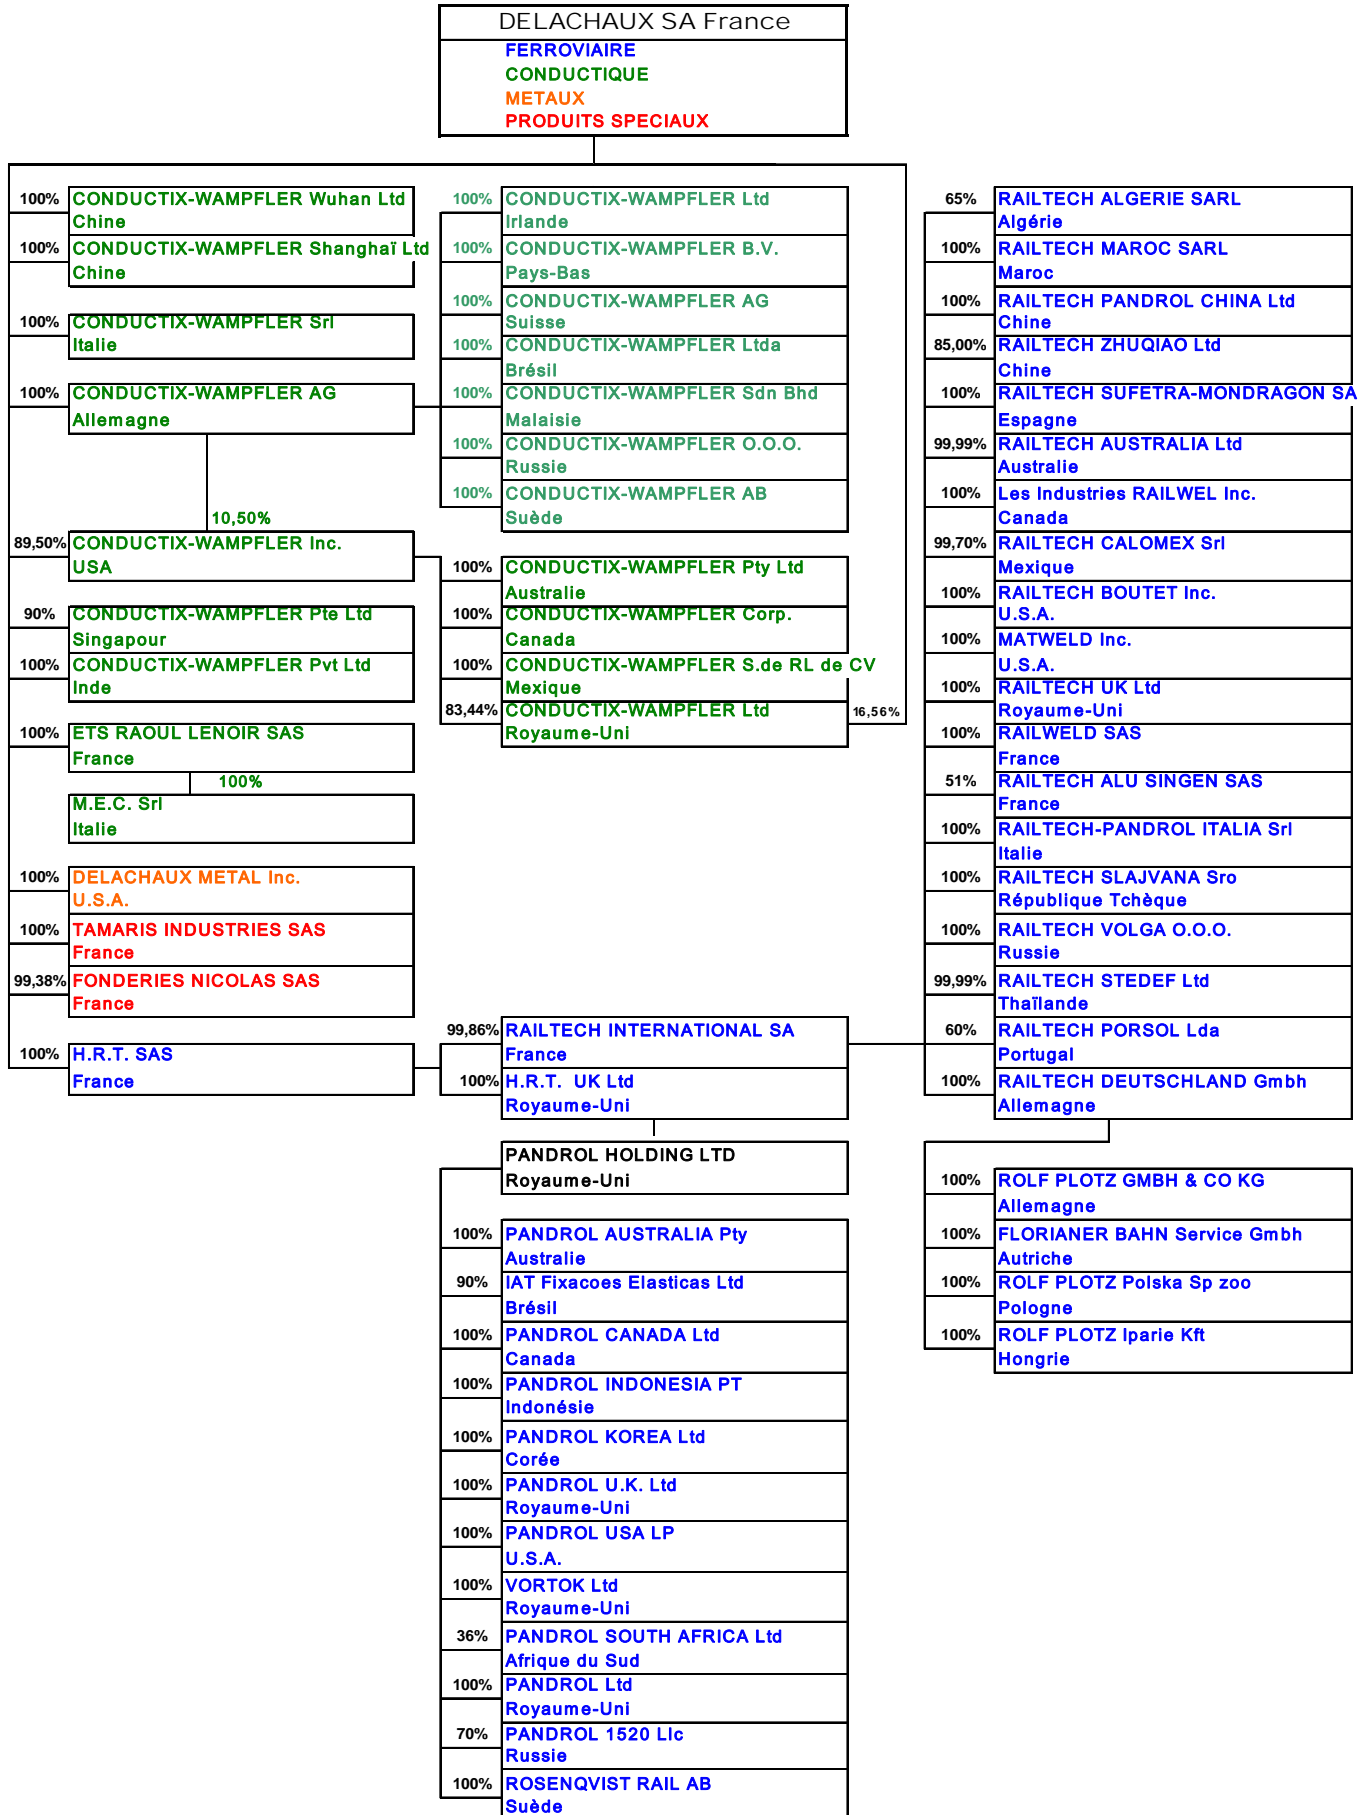 DELACHAUX SA France
FERROVIAIRE
CONDUCTIQUE
METAUX
PRODUITS SPECIAUX
100% CONDUCTIX-WAMPFLER Wuhan Ltd
Chine
100% CONDUCTIX-WAMPFLER Shanghaï Ltd
Chine
100% CONDUCTIX-WAMPFLER Srl
Italie
100% CONDUCTIX-WAMPFLER AG
Allemagne
10,50%
89,50% CONDUCTIX-WAMPFLER Inc.
USA
90% CONDUCTIX-WAMPFLER Pte Ltd
Singapour
100% CONDUCTIX-WAMPFLER Pvt Ltd
Inde
100% ETS RAOUL LENOIR SAS
France
100%
M.E.C. Srl
Italie
100% DELACHAUX METAL Inc.
U.S.A.
100% TAMARIS INDUSTRIES SAS
France
99,38% FONDERIES NICOLAS SAS
France
100% H.R.T. SAS
France
100% CONDUCTIX-WAMPFLER Ltd
Irlande
100% CONDUCTIX-WAMPFLER B.V.
Pays-Bas
100% CONDUCTIX-WAMPFLER AG
Suisse
100% CONDUCTIX-WAMPFLER Ltda
Brésil
100% CONDUCTIX-WAMPFLER Sdn Bhd
Malaisie
100% CONDUCTIX-WAMPFLER O.O.O.
Russie
100% CONDUCTIX-WAMPFLER AB
Suède
100% CONDUCTIX-WAMPFLER Pty Ltd
Australie
100% CONDUCTIX-WAMPFLER Corp.
Canada
100% CONDUCTIX-WAMPFLER S.de RL de CV
Mexique
83,44% CONDUCTIX-WAMPFLER Ltd 16,56%
Royaume-Uni
99,86% RAILTECH INTERNATIONAL SA
France
100% H.R.T. UK Ltd
Royaume-Uni
PANDROL HOLDING LTD
Royaume-Uni
100% PANDROL AUSTRALIA Pty
Australie
90% IAT Fixacoes Elasticas Ltd
Brésil
100% PANDROL CANADA Ltd
Canada
100% PANDROL INDONESIA PT
Indonésie
100% PANDROL KOREA Ltd
Corée
100% PANDROL U.K. Ltd
Royaume-Uni
100% PANDROL USA LP
U.S.A.
100% VORTOK Ltd
Royaume-Uni
36% PANDROL SOUTH AFRICA Ltd
Afrique du Sud
100% PANDROL Ltd
Royaume-Uni
70% PANDROL 1520 Llc
Russie
100% ROSENQVIST RAIL AB
Suède
65% RAILTECH ALGERIE SARL
Algérie
100% RAILTECH MAROC SARL
Maroc
100% RAILTECH PANDROL CHINA Ltd
Chine
85,00% RAILTECH ZHUQIAO Ltd
Chine
100% RAILTECH SUFETRA-MONDRAGON SA
Espagne
99,99% RAILTECH AUSTRALIA Ltd
Australie
100% Les Industries RAILWEL Inc.
Canada
99,70% RAILTECH CALOMEX Srl
Mexique
100% RAILTECH BOUTET Inc.
U.S.A.
100% MATWELD Inc.
U.S.A.
100% RAILTECH UK Ltd
Royaume-Uni
100% RAILWELD SAS
France
51% RAILTECH ALU SINGEN SAS
France
100% RAILTECH-PANDROL ITALIA Srl
Italie
100% RAILTECH SLAJVANA Sro
République Tchèque
100% RAILTECH VOLGA O.O.O.
Russie
99,99% RAILTECH STEDEF Ltd
Thaïlande
60% RAILTECH PORSOL Lda
Portugal
100% RAILTECH DEUTSCHLAND Gmbh
Allemagne
100% ROLF PLOTZ GMBH & CO KG
Allemagne
100% FLORIANER BAHN Service Gmbh
Autriche
100% ROLF PLOTZ Polska Sp zoo
Pologne
100% ROLF PLOTZ Iparie Kft
Hongrie